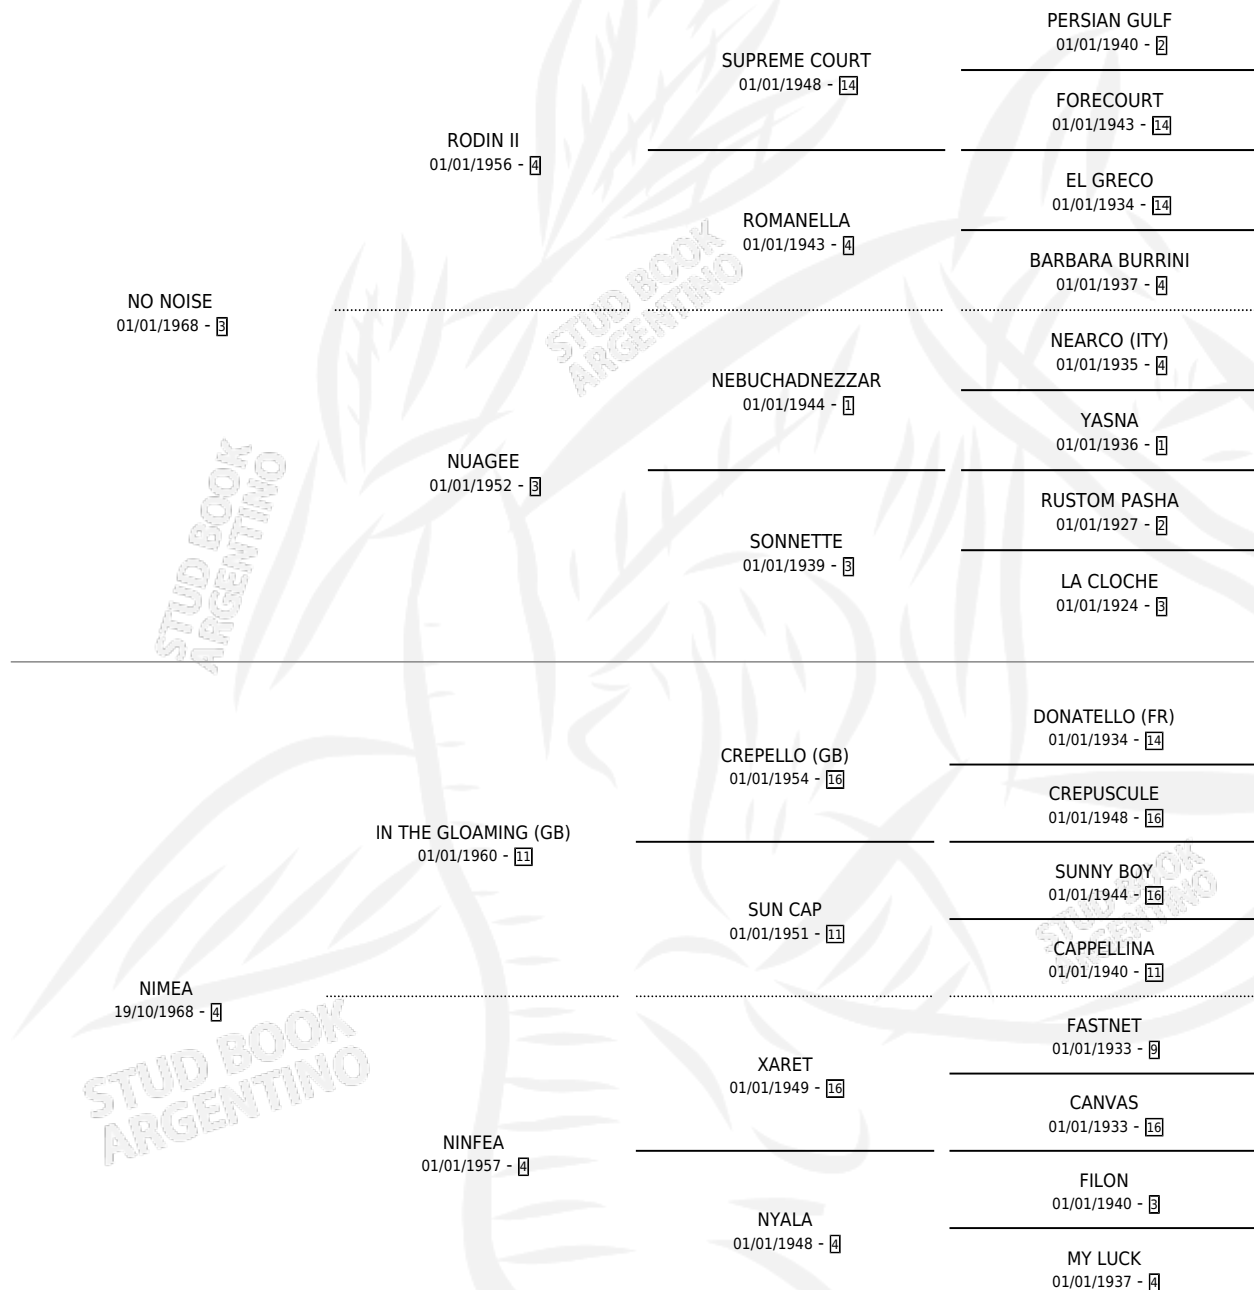 PERSIAN GULF
01/01/1940 - 2
SUPREME COURT
01/01/1948 - 14
FORECOURT
01/01/1943 - 14
RODIN II
01/01/1956 - 4
EL GRECO
01/01/1934 - 14
ROMANELLA
01/01/1943 - 4
BARBARA BURRINI
01/01/1937 - 4
NO NOISE
01/01/1968 - 3
NEARCO (ITY)
01/01/1935 - 4
NEBUCHADNEZZAR
01/01/1944 - 1
YASNA
01/01/1936 - 1
NUAGEE
01/01/1952 - 3
RUSTOM PASHA
01/01/1927 - 2
SONNETTE
01/01/1939 - 3
LA CLOCHE
01/01/1924 - 3
STUD BOOK
ARGENTINO
STUD BOOK
ARGENTINO
DONATELLO (FR)
01/01/1934 - 14
CREPELLO (GB)
01/01/1954 - 16
CREPUSCULE
01/01/1948 - 16
IN THE GLOAMING (GB)
01/01/1960 - 11
SUNNY BOY
01/01/1944 - 16
SUN CAP
01/01/1951 - 11
CAPPELLINA
01/01/1940 - 11
NIMEA
19/10/1968 - 4
FASTNET
01/01/1933 - 9
XARET
01/01/1949 - 16
CANVAS
01/01/1933 - 16
NINFEA
01/01/1957 - 4
FILON
01/01/1940 - 3
NYALA
01/01/1948 - 4
MY LUCK
01/01/1937 - 4
STUD BOOK
ARGENTINO
STUD BOOK
ARGENTINO